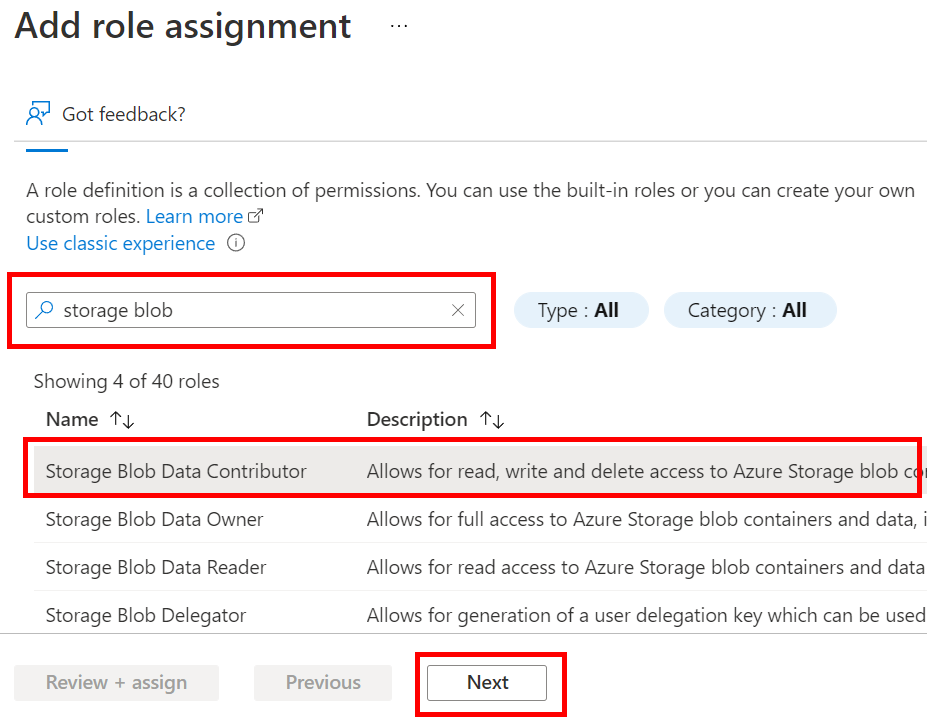 Add role assignment ...
Got feedback?
A role definition is a collection of permissions. You can use the built-in roles or you can create your own
custom roles. Learn more
Use classic experience
storage blob
Type : All
Category : All
Showing 4 of 40 roles
Name ↑↓ Description ↑↓
Storage Blob Data Contributor Allows for read, write and delete access to Azure Storage blob co
Storage Blob Data Owner Allows for full access to Azure Storage blob containers and data, i
Storage Blob Data Reader Allows for read access to Azure Storage blob containers and data
Storage Blob Delegator Allows for generation of a user delegation key which can be used
Review + assign Previous Next